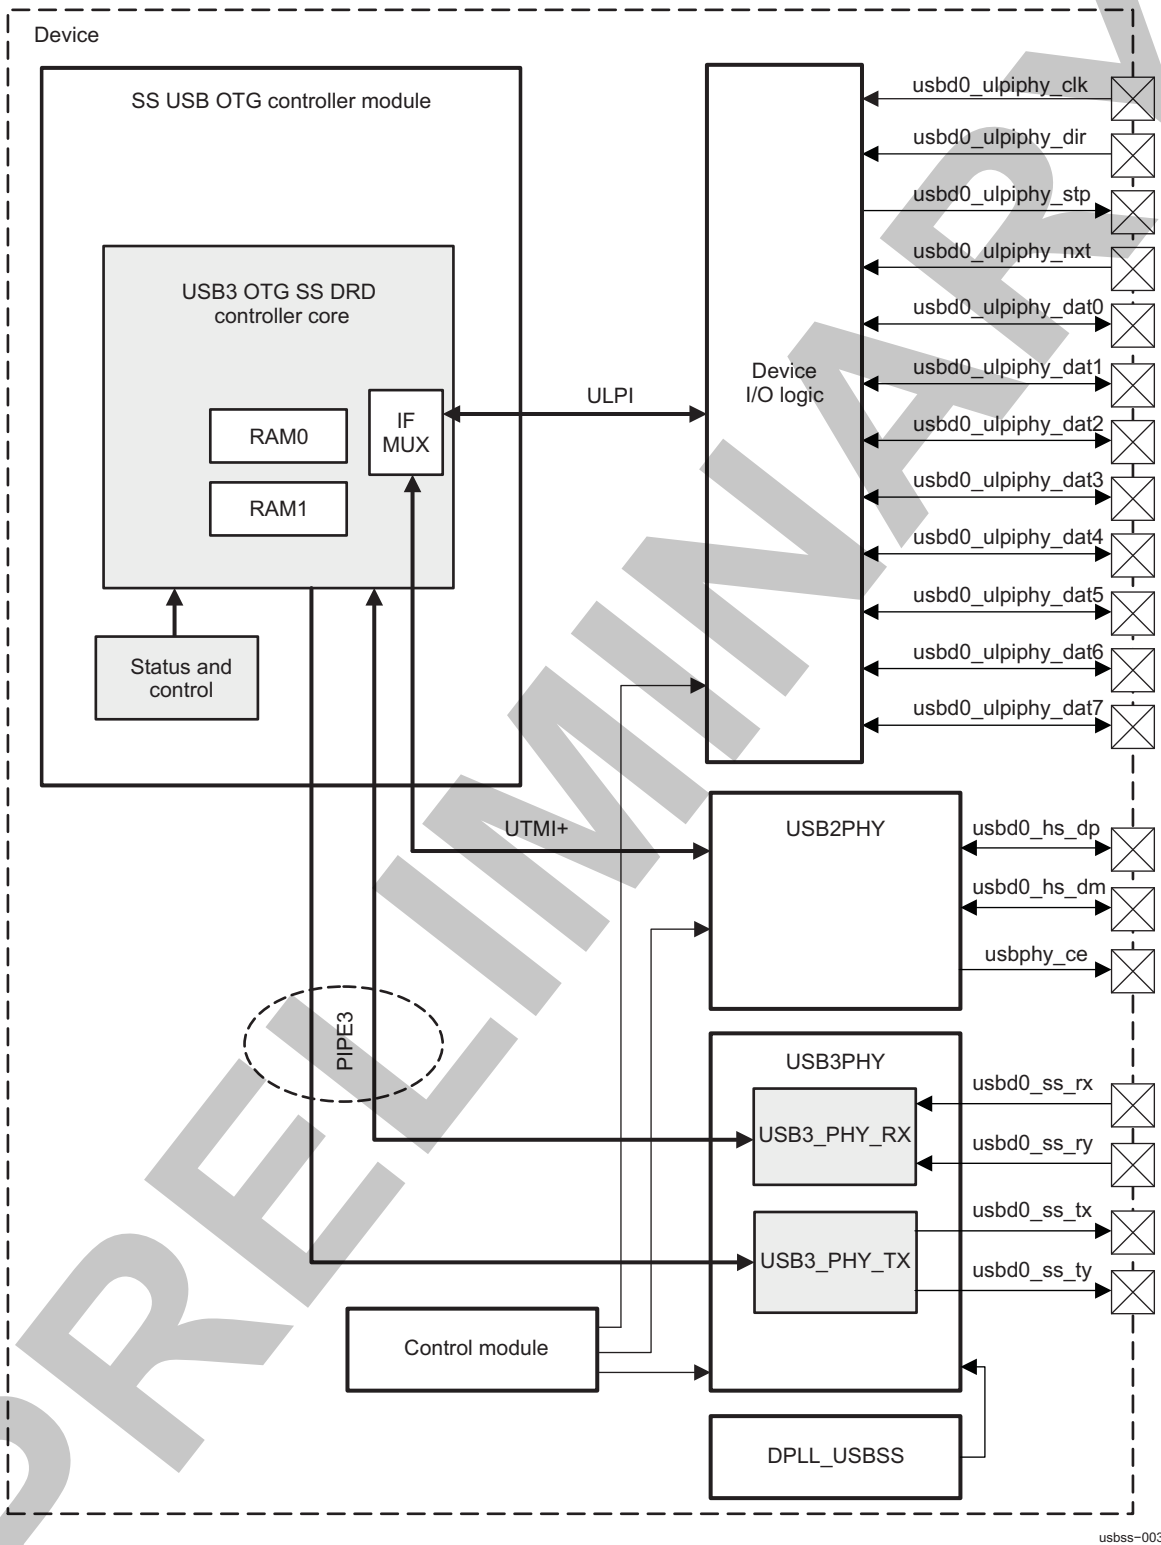 Device
SS USB OTG controller module
USB3 OTG SS DRD
controller core
RAM0
RAM1
IF
MUX
Status and
control
ULPI
Device
I/O logic
usbd0_ulpiphy_clk
usbd0_ulpiphy_dir
usbd0_ulpiphy_stp
usbd0_ulpiphy_nxt
usbd0_ulpiphy_dat0
usbd0_ulpiphy_dat1
usbd0_ulpiphy_dat2
usbd0_ulpiphy_dat3
usbd0_ulpiphy_dat4
usbd0_ulpiphy_dat5
usbd0_ulpiphy_dat6
usbd0_ulpiphy_dat7
UTMI+
USB2PHY
usbd0_hs_dp
usbd0_hs_dm
usbphy_ce
PIPE3
USB3PHY
USB3_PHY_RX
USB3_PHY_TX
usbd0_ss_rx
usbd0_ss_ry
usbd0_ss_tx
usbd0_ss_ty
Control module
DPLL_USBSS
usbss−003
PRELIMINARY